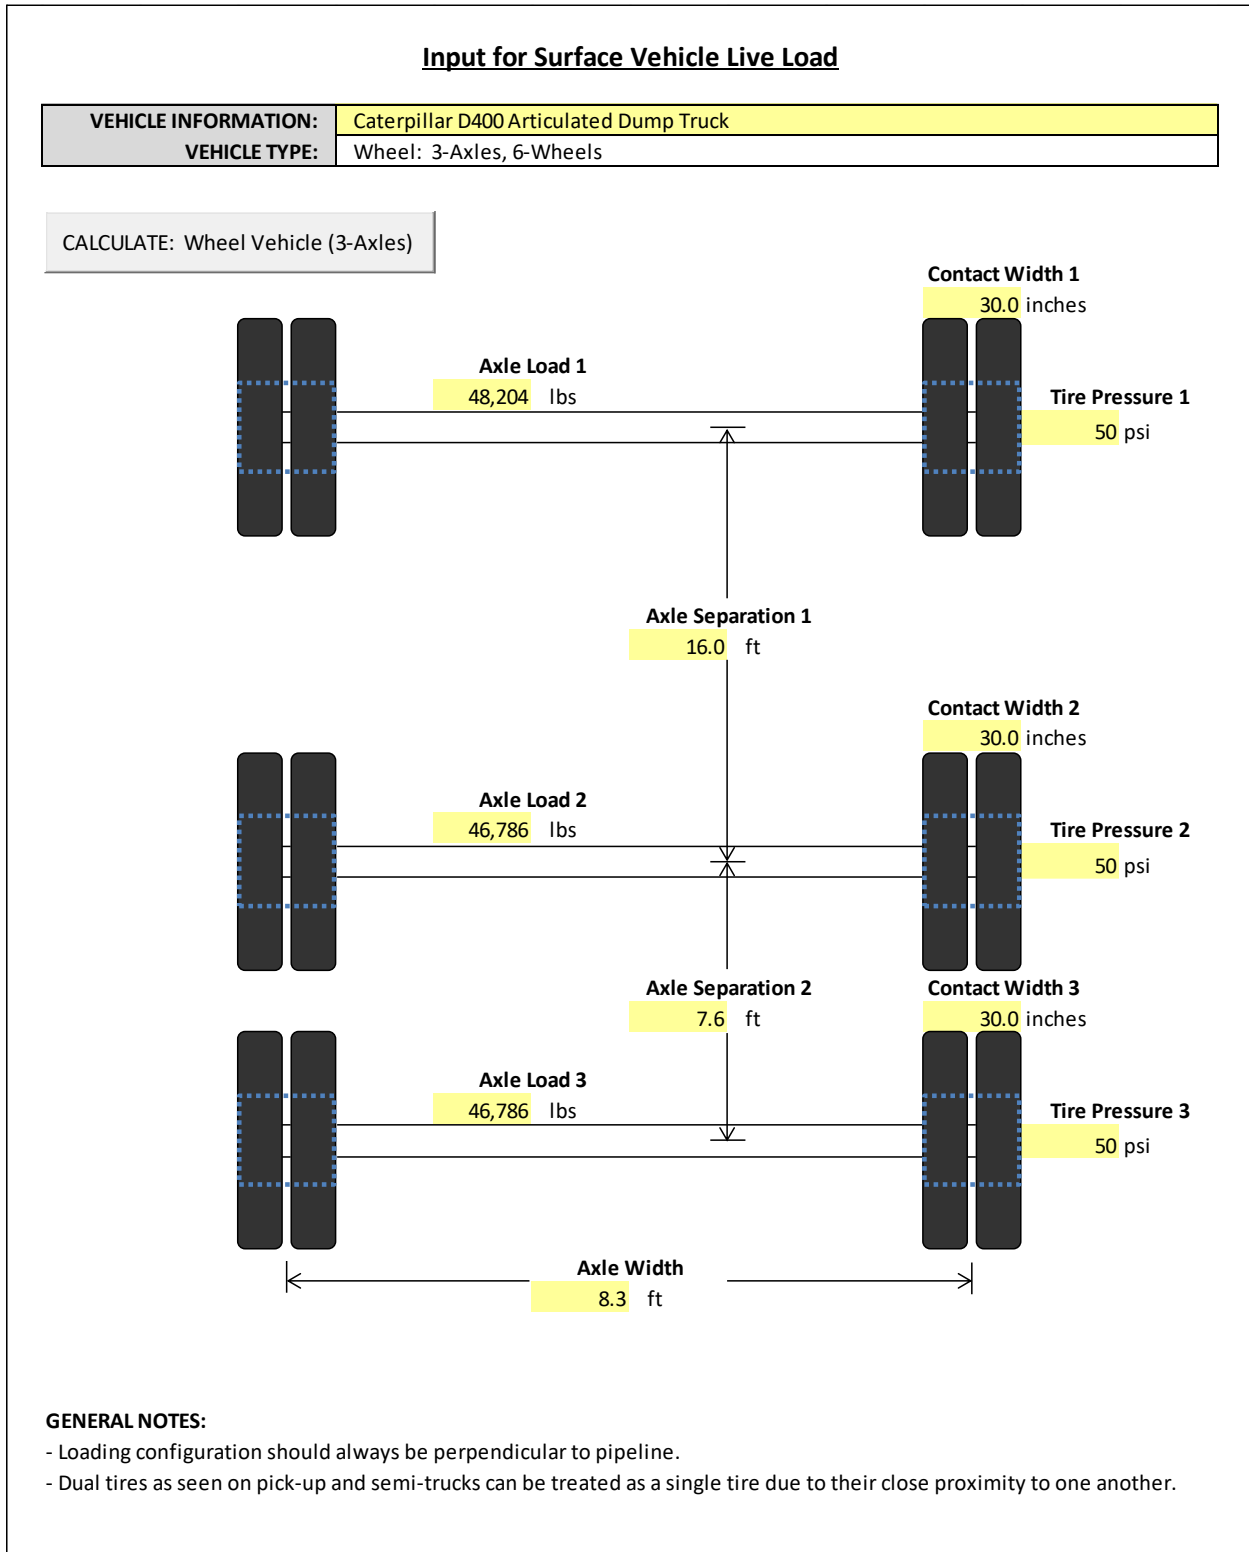 Input for Surface Vehicle Live Load
VEHICLE INFORMATION: Caterpillar D400 Articulated Dump Truck
VEHICLE TYPE: Wheel: 3-Axles, 6-Wheels
CALCULATE: Wheel Vehicle (3-Axles)
Contact Width 1
30.0 inches
Axle Load 1
48,204 lbs
Tire Pressure 1
50 psi
Axle Separation 1
16.0 ft
Contact Width 2
30.0 inches
Axle Load 2
46,786 lbs
Tire Pressure 2
50 psi
Axle Separation 2
7.6 ft
Contact Width 3
30.0 inches
Axle Load 3
46,786 lbs
Tire Pressure 3
50 psi
Axle Width
8.3 ft
GENERAL NOTES:
- Loading configuration should always be perpendicular to pipeline.
- Dual tires as seen on pick-up and semi-trucks can be treated as a single tire due to their close proximity to one another.